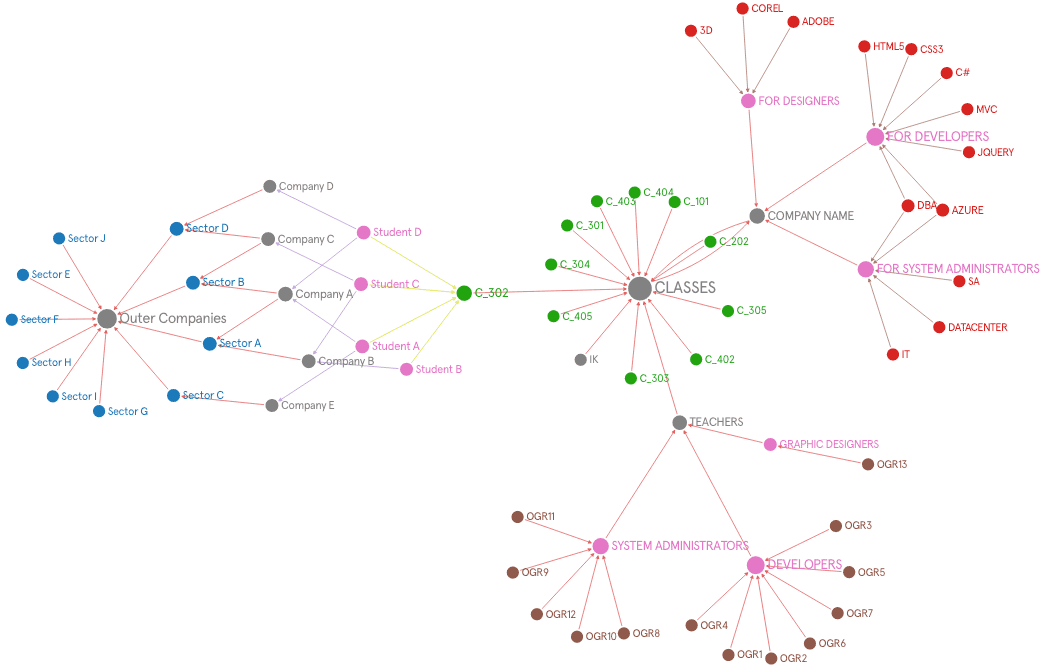 COREL
ADOBE
3D
HTML5
CSS3
C#
FOR DESIGNERS
MVC
FOR DEVELOPERS
JQUERY
Company D
C_404
C_403
C_101
DBA
AZURE
COMPANY NAME
C_301
Sector D
Student D
Sector J
Company C
C_202
C_304
FOR SYSTEM ADMINISTRATORS
Sector E
Sector B
Student C
SA
Company A
C_302
CLASSES
C_305
Sector F
Outer Companies
C_405
DATACENTER
Sector A
Student A
IT
Sector H
Company B
IK
C_402
Student B
C_303
Sector I
Sector C
Sector G
Company E
TEACHERS
GRAPHIC DESIGNERS
OGR13
OGR11
OGR3
SYSTEM ADMINISTRATORS
DEVELOPERS
OGR9
OGR5
OGR12
OGR7
OGR4
OGR10
OGR8
OGR6
OGR1
OGR2